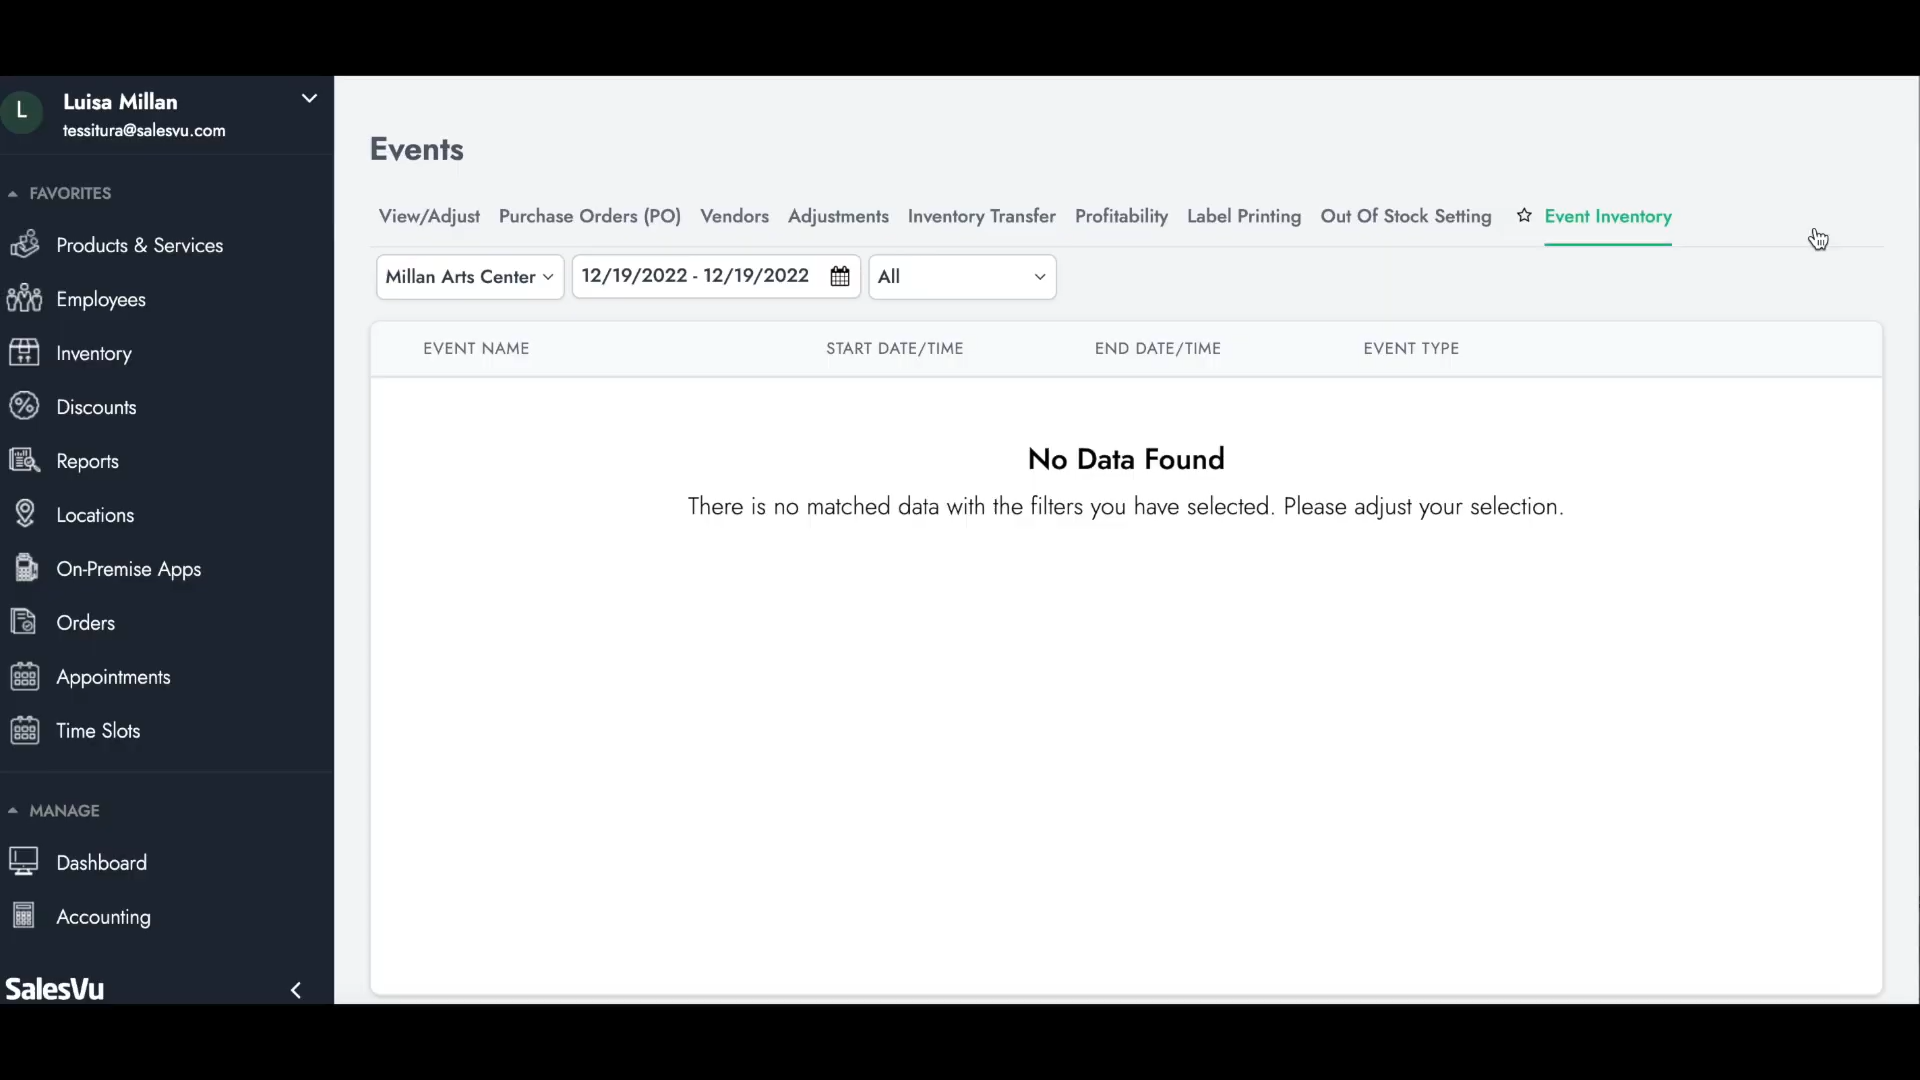 L
Luisa Millan
tessitura@salesvu.com
FAVORITES
Products & Services
Employees
Inventory
Discounts
Reports
Locations
On-Premise Apps
Orders
Appointments
Time Slots
MANAGE
Dashboard
Accounting
SalesVu
Events
View/Adjust Purchase Orders (PO) Vendors Adjustments Inventory Transfer Profitability Label Printing Out Of Stock Setting Event Inventory
Millan Arts Center 12/19/2022 - 12/19/2022 All
EVENT NAME START DATE/TIME END DATE/TIME EVENT TYPE
No Data Found
There is no matched data with the filters you have selected. Please adjust your selection.